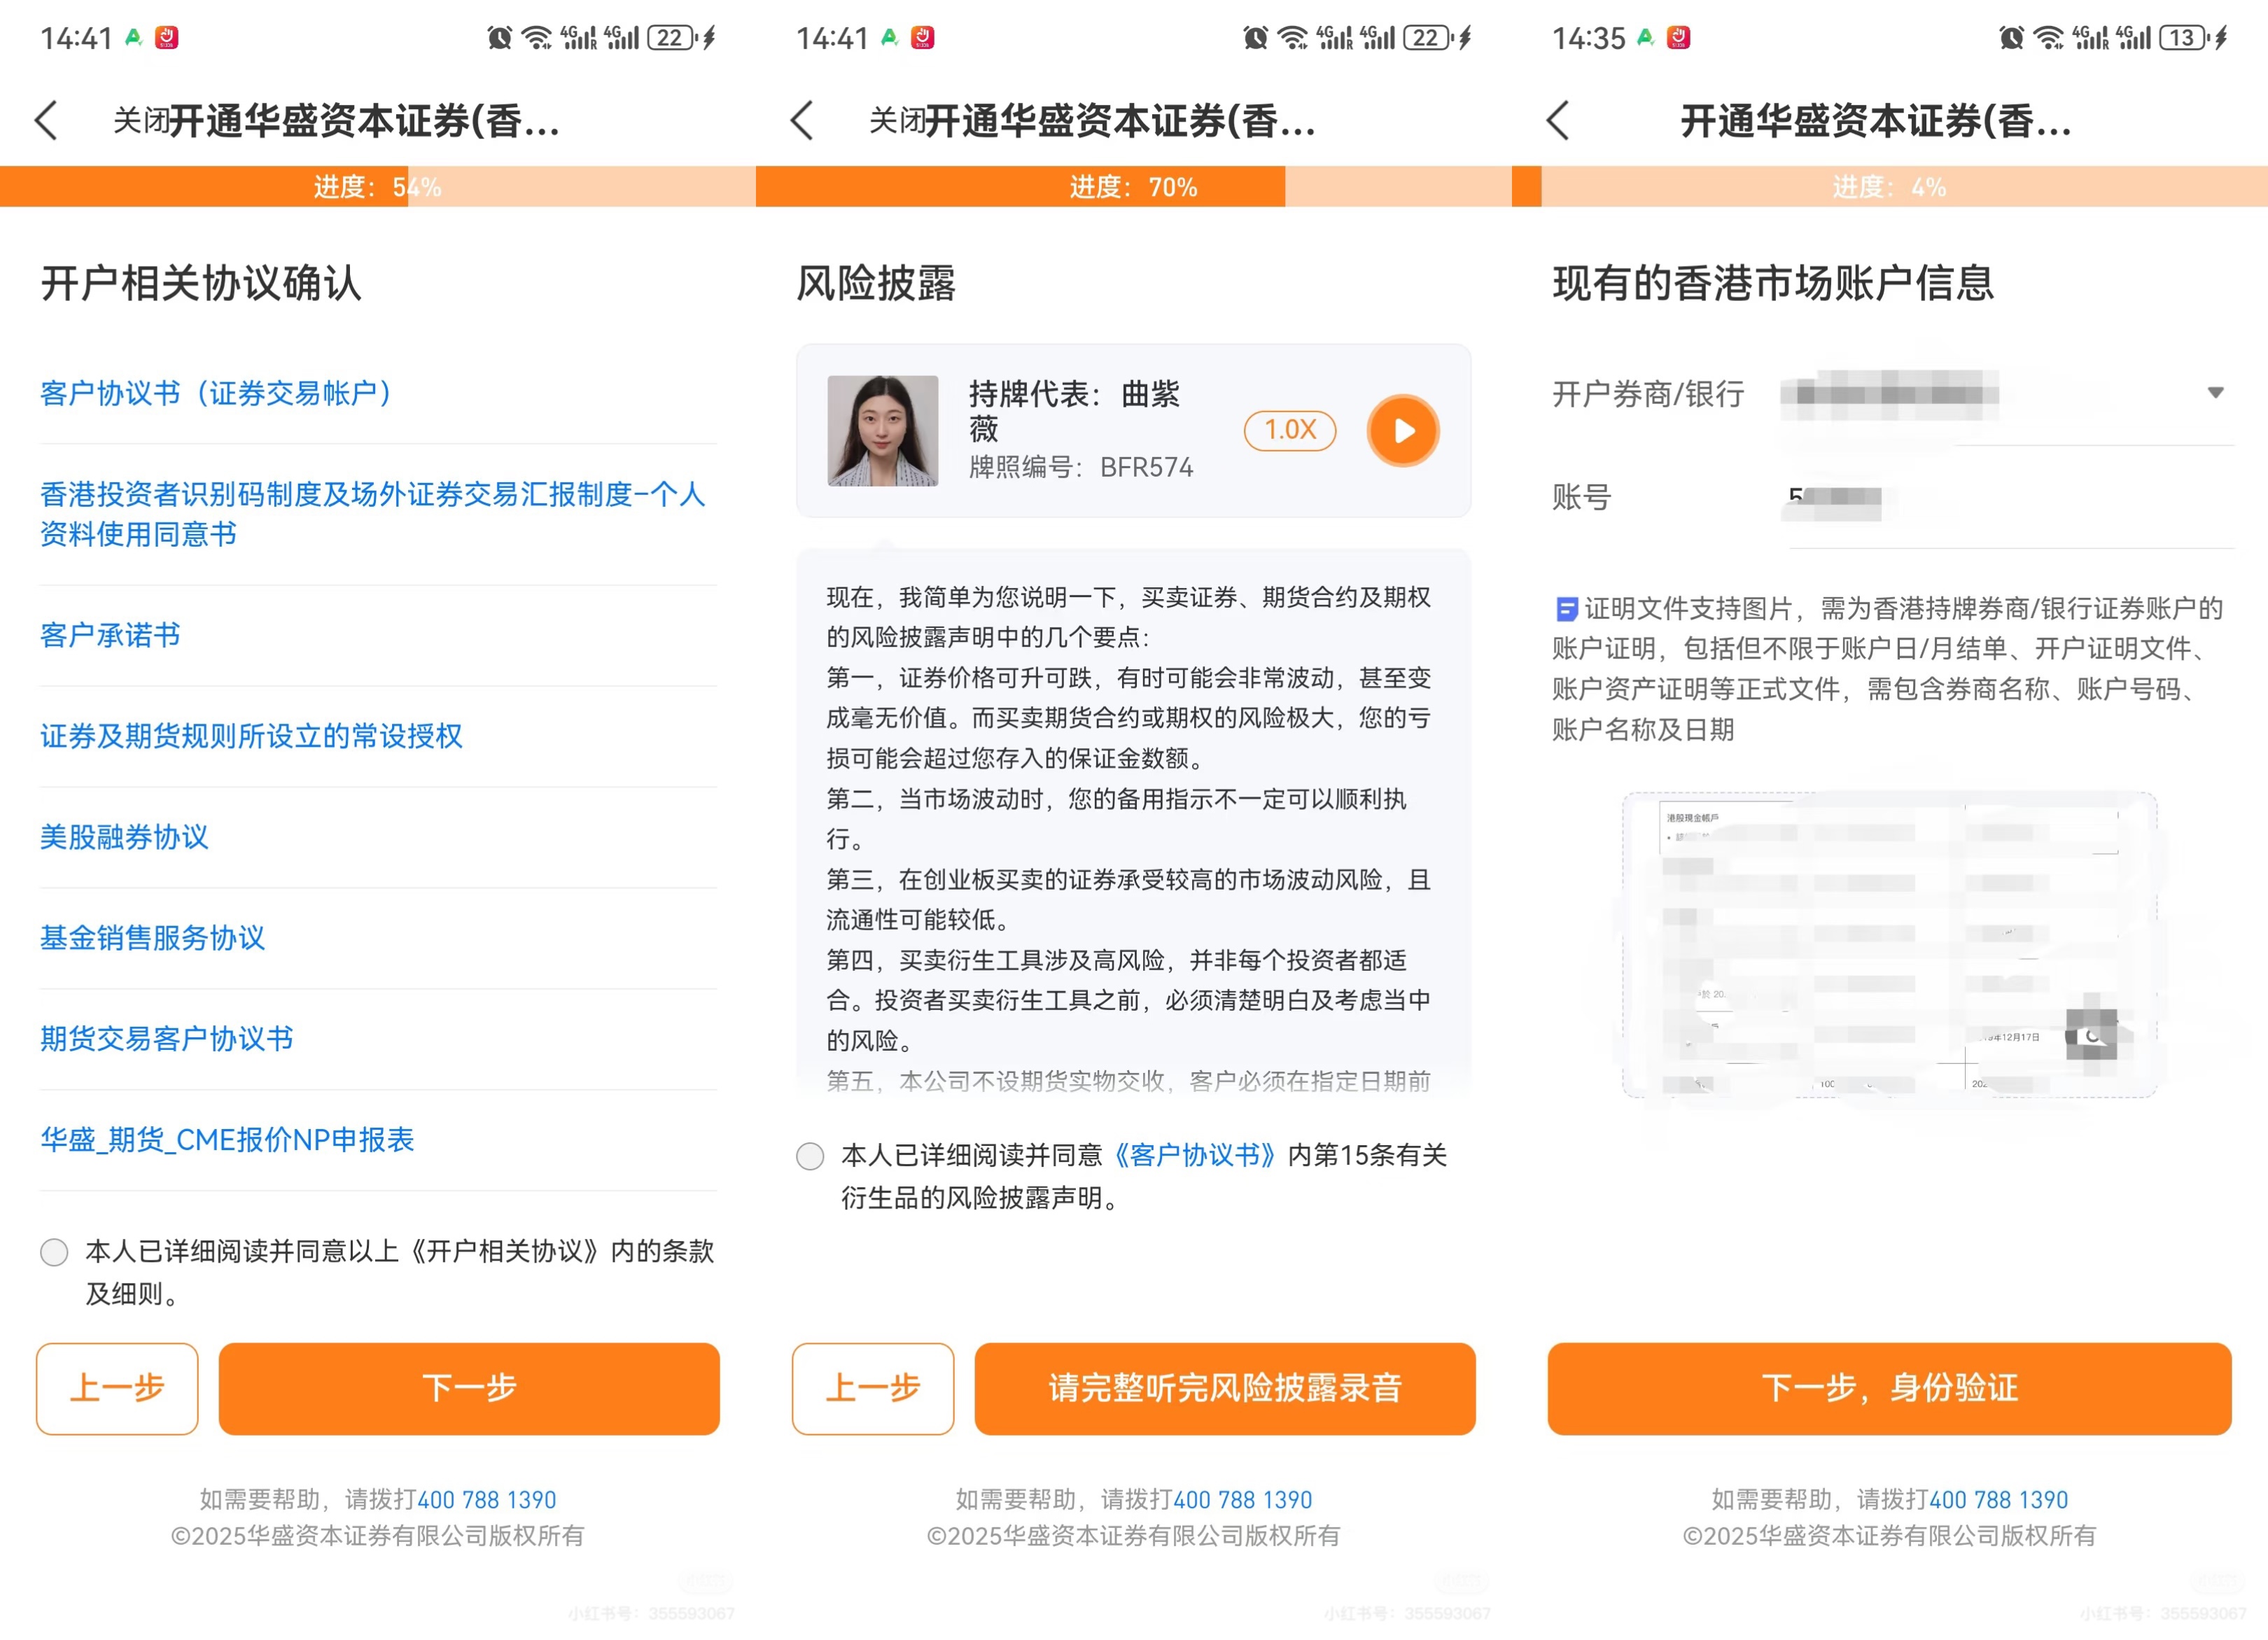 14:41
4G 4G 22
关闭开通华盛资本证券(香...
进度：54%
开户相关协议确认
客户协议书（证券交易帐户）
香港投资者识别码制度及场外证券交易汇报制度-个人
资料使用同意书
客户承诺书
证券及期货规则所设立的常设授权
美股融券协议
基金销售服务协议
期货交易客户协议书
华盛_期货_CME报价NP申报表
本人已详细阅读并同意以上《开户相关协议》内的条款
及细则。
上一步
下一步
如需要帮助，请拨打400 788 1390
©2025华盛资本证券有限公司版权所有
小红书号：355593067
14:41
4G 4G 22
关闭开通华盛资本证券(香...
进度：70%
风险披露
持牌代表：曲紫
薇
牌照编号：BFR574
1.0X
现在，我简单为您说明一下，买卖证券、期货合约及期权
的风险披露声明中的几个要点：
第一，证券价格可升可跌，有时可能会非常波动，甚至变
成毫无价值。而买卖期货合约或期权的风险极大，您的亏
损可能会超过您存入的保证金数额。
第二，当市场波动时，您的备用指示不一定可以顺利执
行。
第三，在创业板买卖的证券承受较高的市场波动风险，且
流通性可能较低。
第四，买卖衍生工具涉及高风险，并非每个投资者都适
合。投资者买卖衍生工具之前，必须清楚明白及考虑当中
的风险。
第五，本公司不设期货实物交收，客户必须在指定日期前
本人已详细阅读并同意《客户协议书》内第15条有关
衍生品的风险披露声明。
上一步
请完整听完风险披露录音
如需要帮助，请拨打400 788 1390
©2025华盛资本证券有限公司版权所有
小红书号：355593067
14:35
4G 4G 13
开通华盛资本证券(香...
进度：4%
现有的香港市场账户信息
开户券商/银行
账号
5
证明文件支持图片，需为香港持牌券商/银行证券账户的
账户证明，包括但不限于账户日/月结单、开户证明文件、
账户资产证明等正式文件，需包含券商名称、账户号码、
账户名称及日期
港股現金帳戶
於 20
年12月17日
100
202
下一步，身份验证
如需要帮助，请拨打400 788 1390
©2025华盛资本证券有限公司版权所有
小红书号：355593067